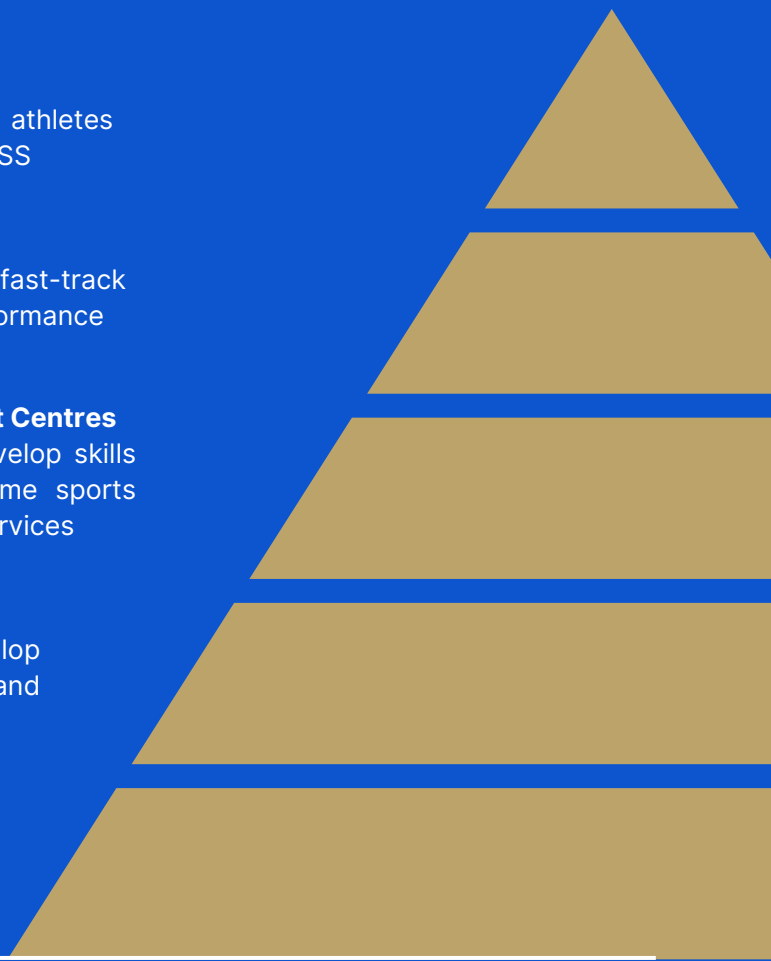 athletes
SS
fast-track
ormance
t Centres
velop skills
me sports
rvices
lop
and